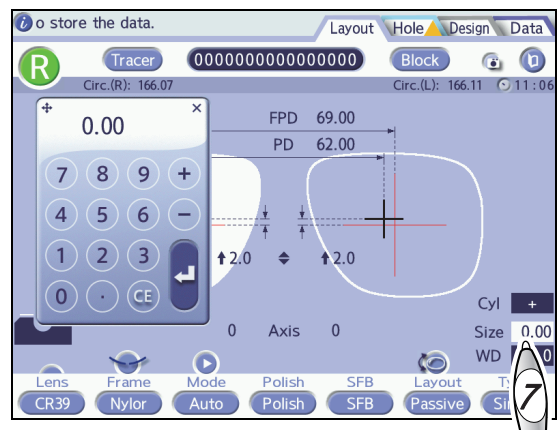 i o store the data.
Layout Hole Design Data
R Tracer 0000000000000000 Block
Circ.(R): 166.07 Circ.(L): 166.11 11:06
0.00 ×
7 8 9 +
4 5 6 −
1 2 3
0 . CE
FPD 69.00
PD 62.00
2.0 2.0
0 Axis 0
Cyl +
Size 0.00
WD 0
Lens Frame Mode Polish SFB Layout
CR39 Nylor Auto Polish SFB Passive
7